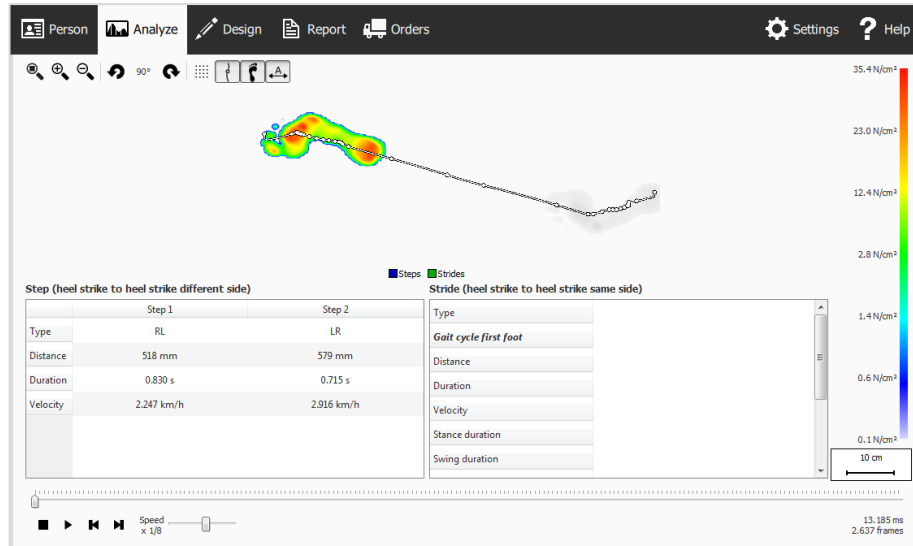 Person Analyze Design Report Orders Settings ? Help
90° A
35.4 N/cm²
23.0 N/cm²
12.4 N/cm²
2.8 N/cm²
1.4 N/cm²
0.6 N/cm²
0.1 N/cm²
10 cm
Steps Strides
Step (heel strike to heel strike different side)
Step 1 Step 2
Type RL LR
Distance 518 mm 579 mm
Duration 0.830 s 0.715 s
Velocity 2.247 km/h 2.916 km/h
Stride (heel strike to heel strike same side)
Type
Gait cycle first foot
Distance
Duration
Velocity
Stance duration
Swing duration
Speed
x 1/8
13.185 ms
2.637 frames